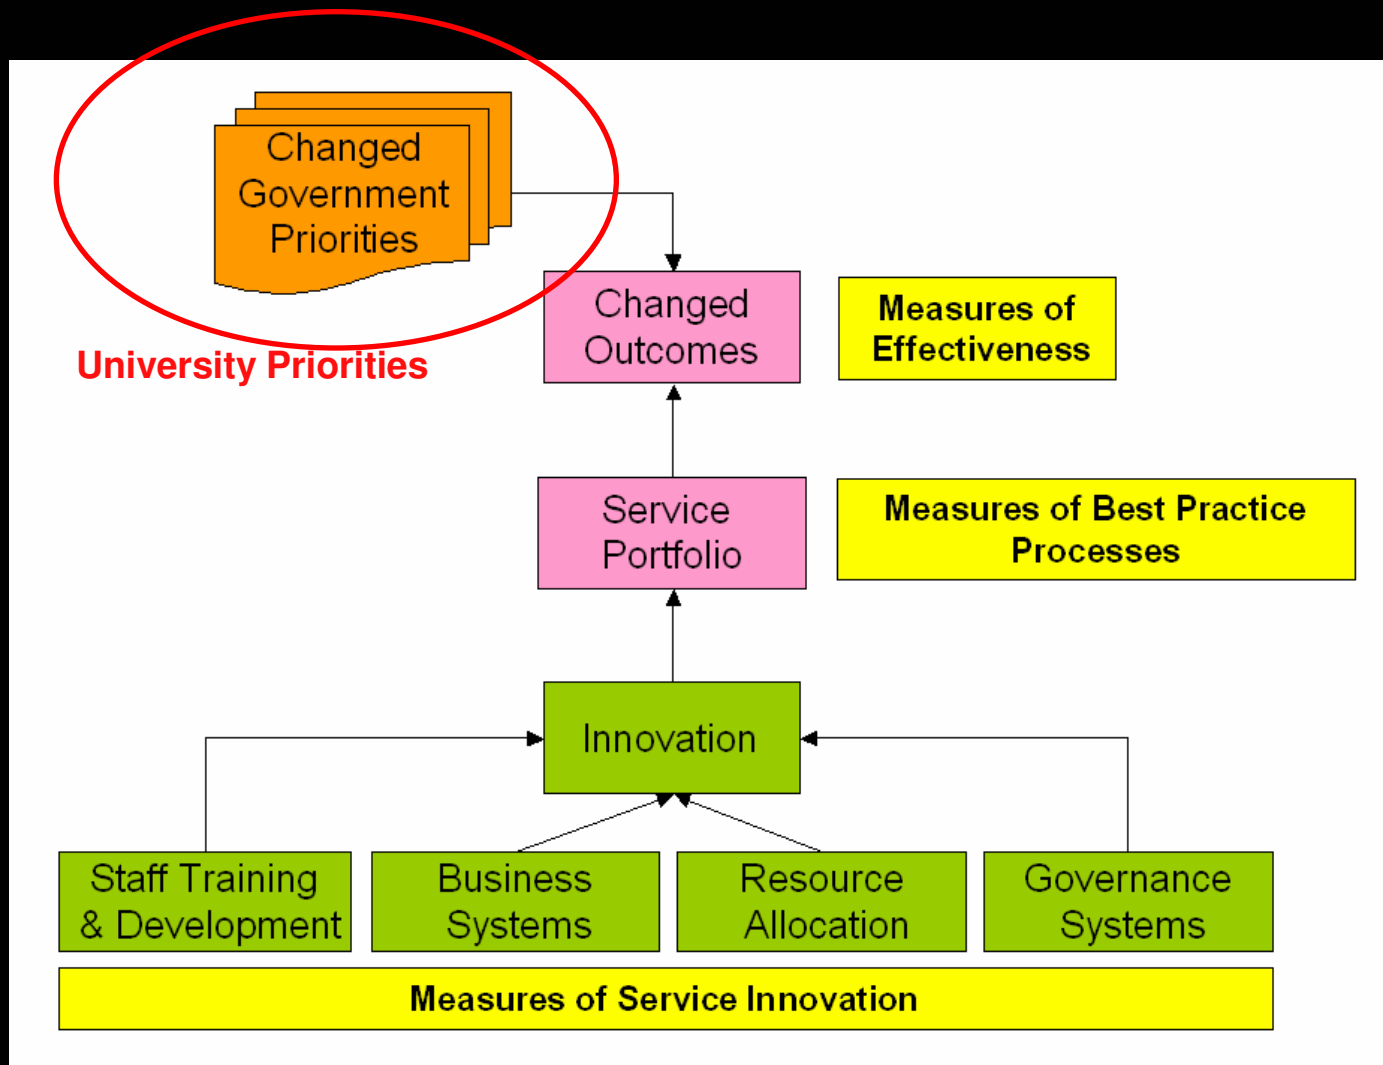 Changed
Government
Priorities
University Priorities
Changed
Outcomes
Measures of
Effectiveness
Service
Portfolio
Measures of Best Practice
Processes
Innovation
Staff Training
& Development
Business
Systems
Resource
Allocation
Governance
Systems
Measures of Service Innovation